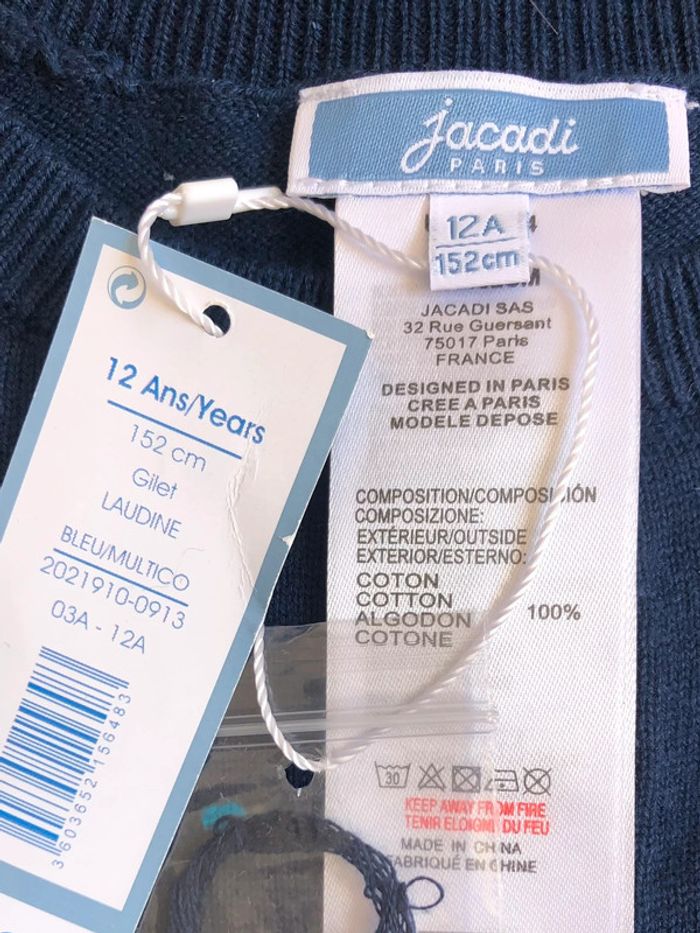 jacadi
PARIS
12A
152cm
JACADI SAS
32 Rue Guersant
75017 Paris
FRANCE
DESIGNED IN PARIS
CREE A PARIS
MODELE DEPOSE
COMPOSITION/COMPOSICIÓN
COMPOSIZIONE:
EXTÉRIEUR/OUTSIDE
EXTERIOR/ESTERNO:
COTON
COTTON
ALGODON
COTONE
100%
30
KEEP AWAY FROM FIRE
TENIR ELOIGNE DU FEU
MADE IN CHINA
FABRIQUÉ EN CHINE
12 Ans/Years
152 cm
Gilet
LAUDINE
BLEU/MULTICO
2021910-0913
03A - 12A
3603652156483